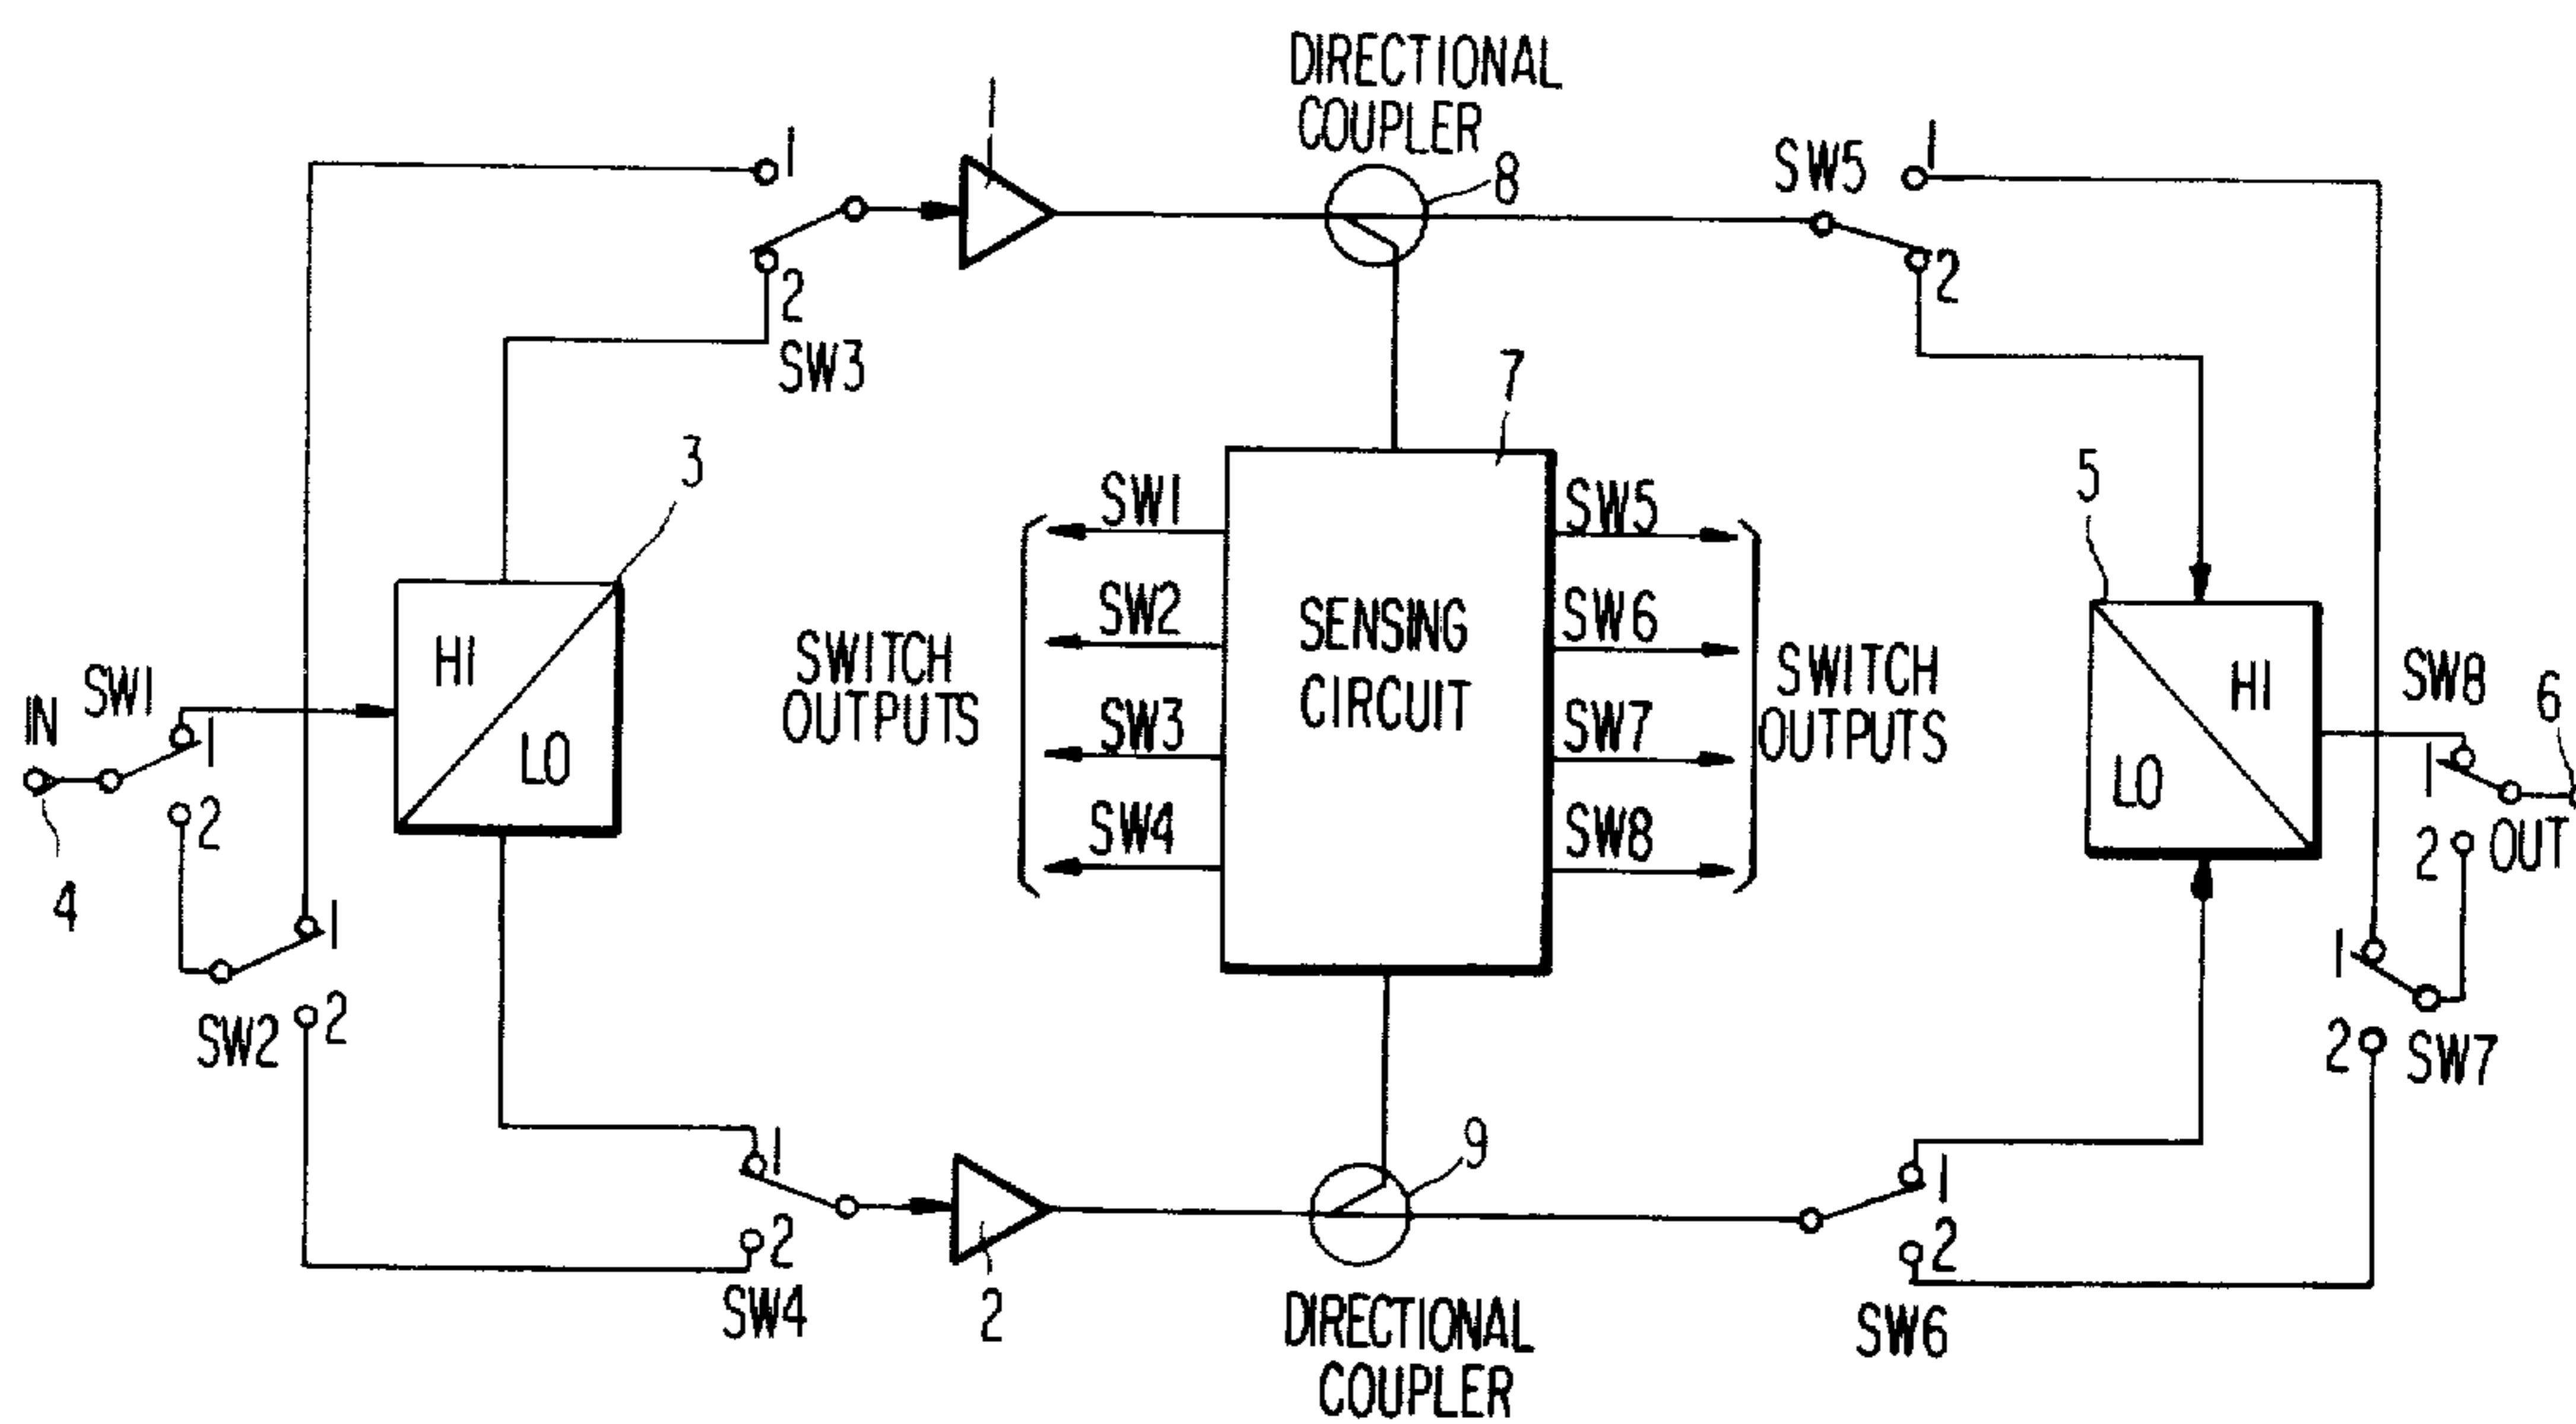 DIRECTIONAL
COUPLER
8
1
1
2
SW3
1
SW5
1
2
7
3
5
HI
LO
IN
SW1
1
2
4
1
2
SW2
SWITCH
OUTPUTS
SW1
SW2
SW3
SW4
SENSING
CIRCUIT
SW5
SW6
SW7
SW8
SWITCH
OUTPUTS
HI
LO
SW8
6
1
2
OUT
1
2
SW7
1
2
SW4
2
9
DIRECTIONAL
COUPLER
1
2
SW6